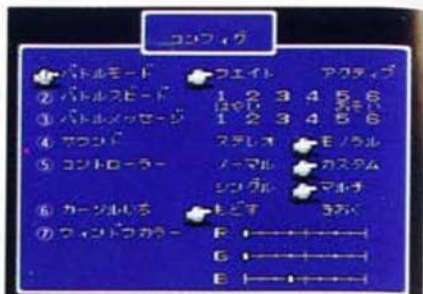 コンフィグ
① バトルモード ウエイト アクティブ
② バトルスピード 1 2 3 4 5 6
はやい おそい
③ バトルメッセージ 1 2 3 4 5 6
④ サウンド ステレオ モノラル
⑤ コントローラー ノーマル カスタム
シングル マルチ
⑥ カーソルいち もどす きおく
⑦ ウィンドウカラー R
G
B